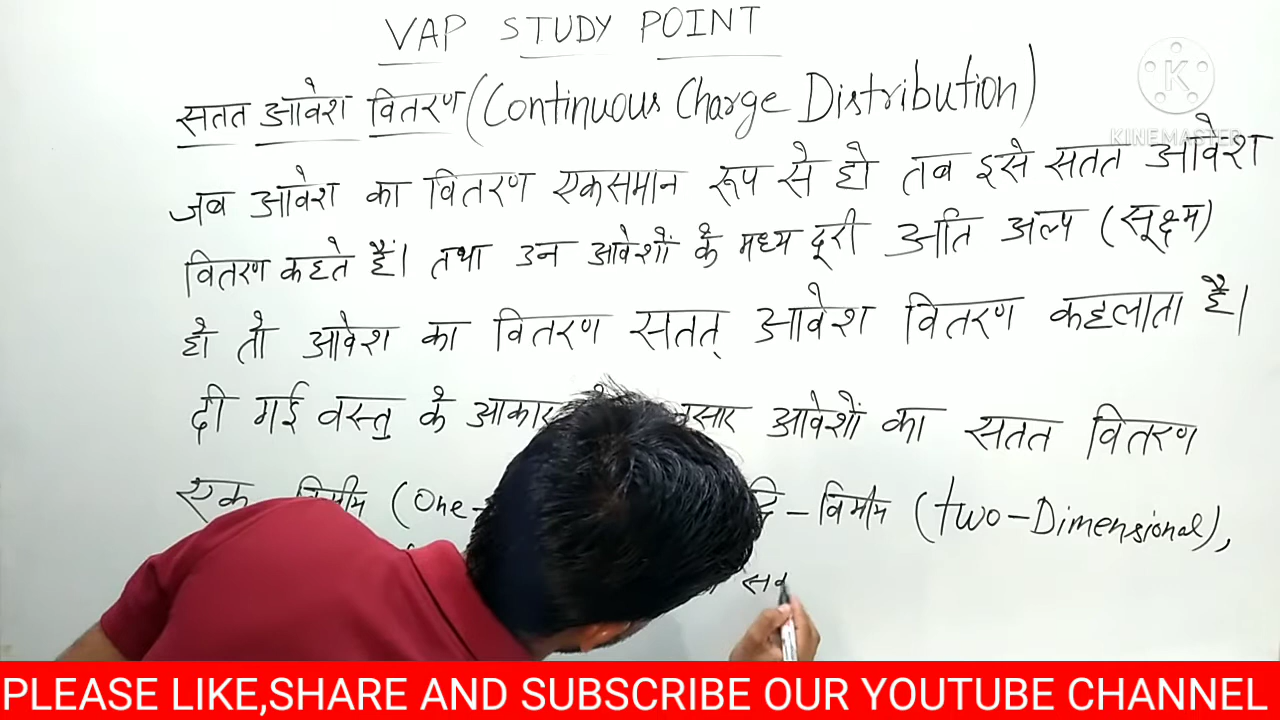 VAP STUDY POINT
सतत आवेश वितरण (Continuous Charge Distribution)
KINEMASTER
जब आवेश का वितरण एकसमान रूप से हो तब इसे सतत आवेश
वितरण कहते हैं। तथा उन आवेशों के मध्य दूरी अति अल्प (सूक्ष्म)
हो तो आवेश का वितरण सतत् आवेश वितरण कहलाता है।
दी गई वस्तु के आकार आवेशों का सतत वितरण
एक विमीय (One- द्वि-विमीय (two-Dimensional),
PLEASE LIKE,SHARE AND SUBSCRIBE OUR YOUTUBE CHANNEL